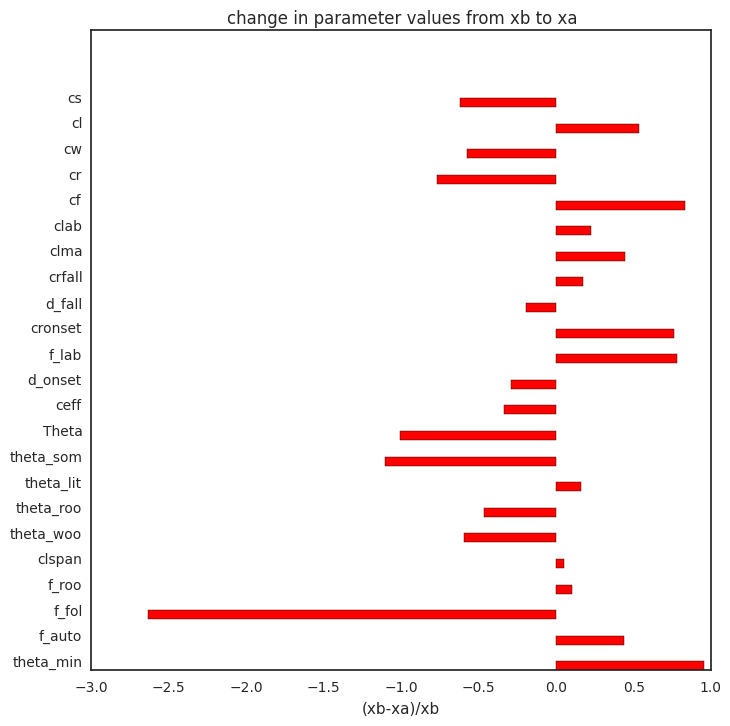 change in parameter values from xb to xa
cs
cl
cw
cr
cf
clab
clma
crfall
d_fall
cronset
f_lab
d_onset
ceff
Theta
theta_som
theta_lit
theta_roo
theta_woo
clspan
f_roo
f_fol
f_auto
theta_min
−3.0 −2.5 −2.0 −1.5 −1.0 −0.5 0.0 0.5 1.0
(xb-xa)/xb